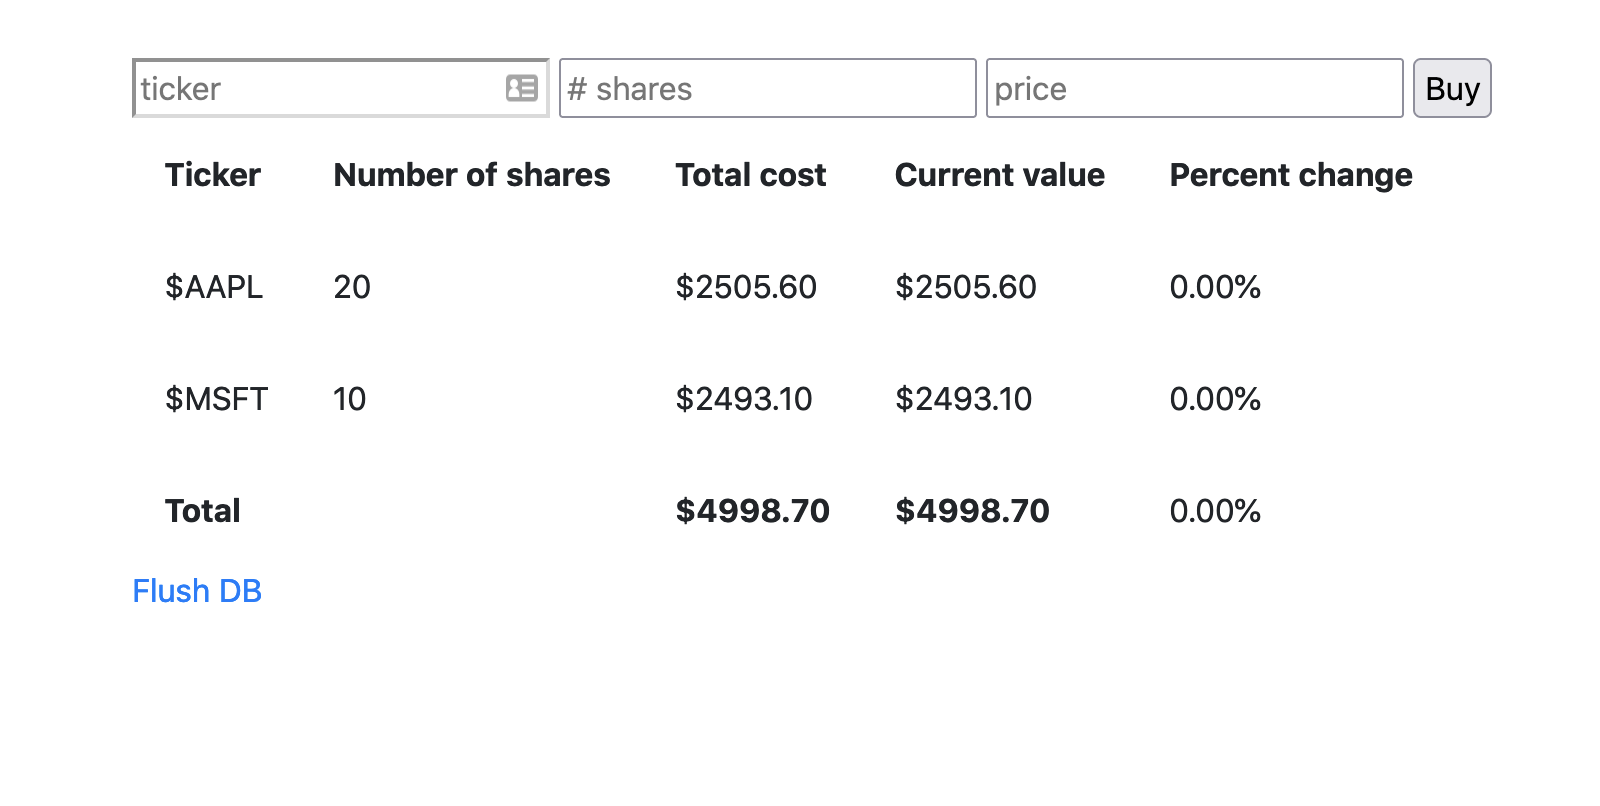 ticker # shares price Buy
Ticker Number of shares Total cost Current value Percent change
$AAPL 20 $2505.60 $2505.60 0.00%
$MSFT 10 $2493.10 $2493.10 0.00%
Total $4998.70 $4998.70 0.00%
Flush DB